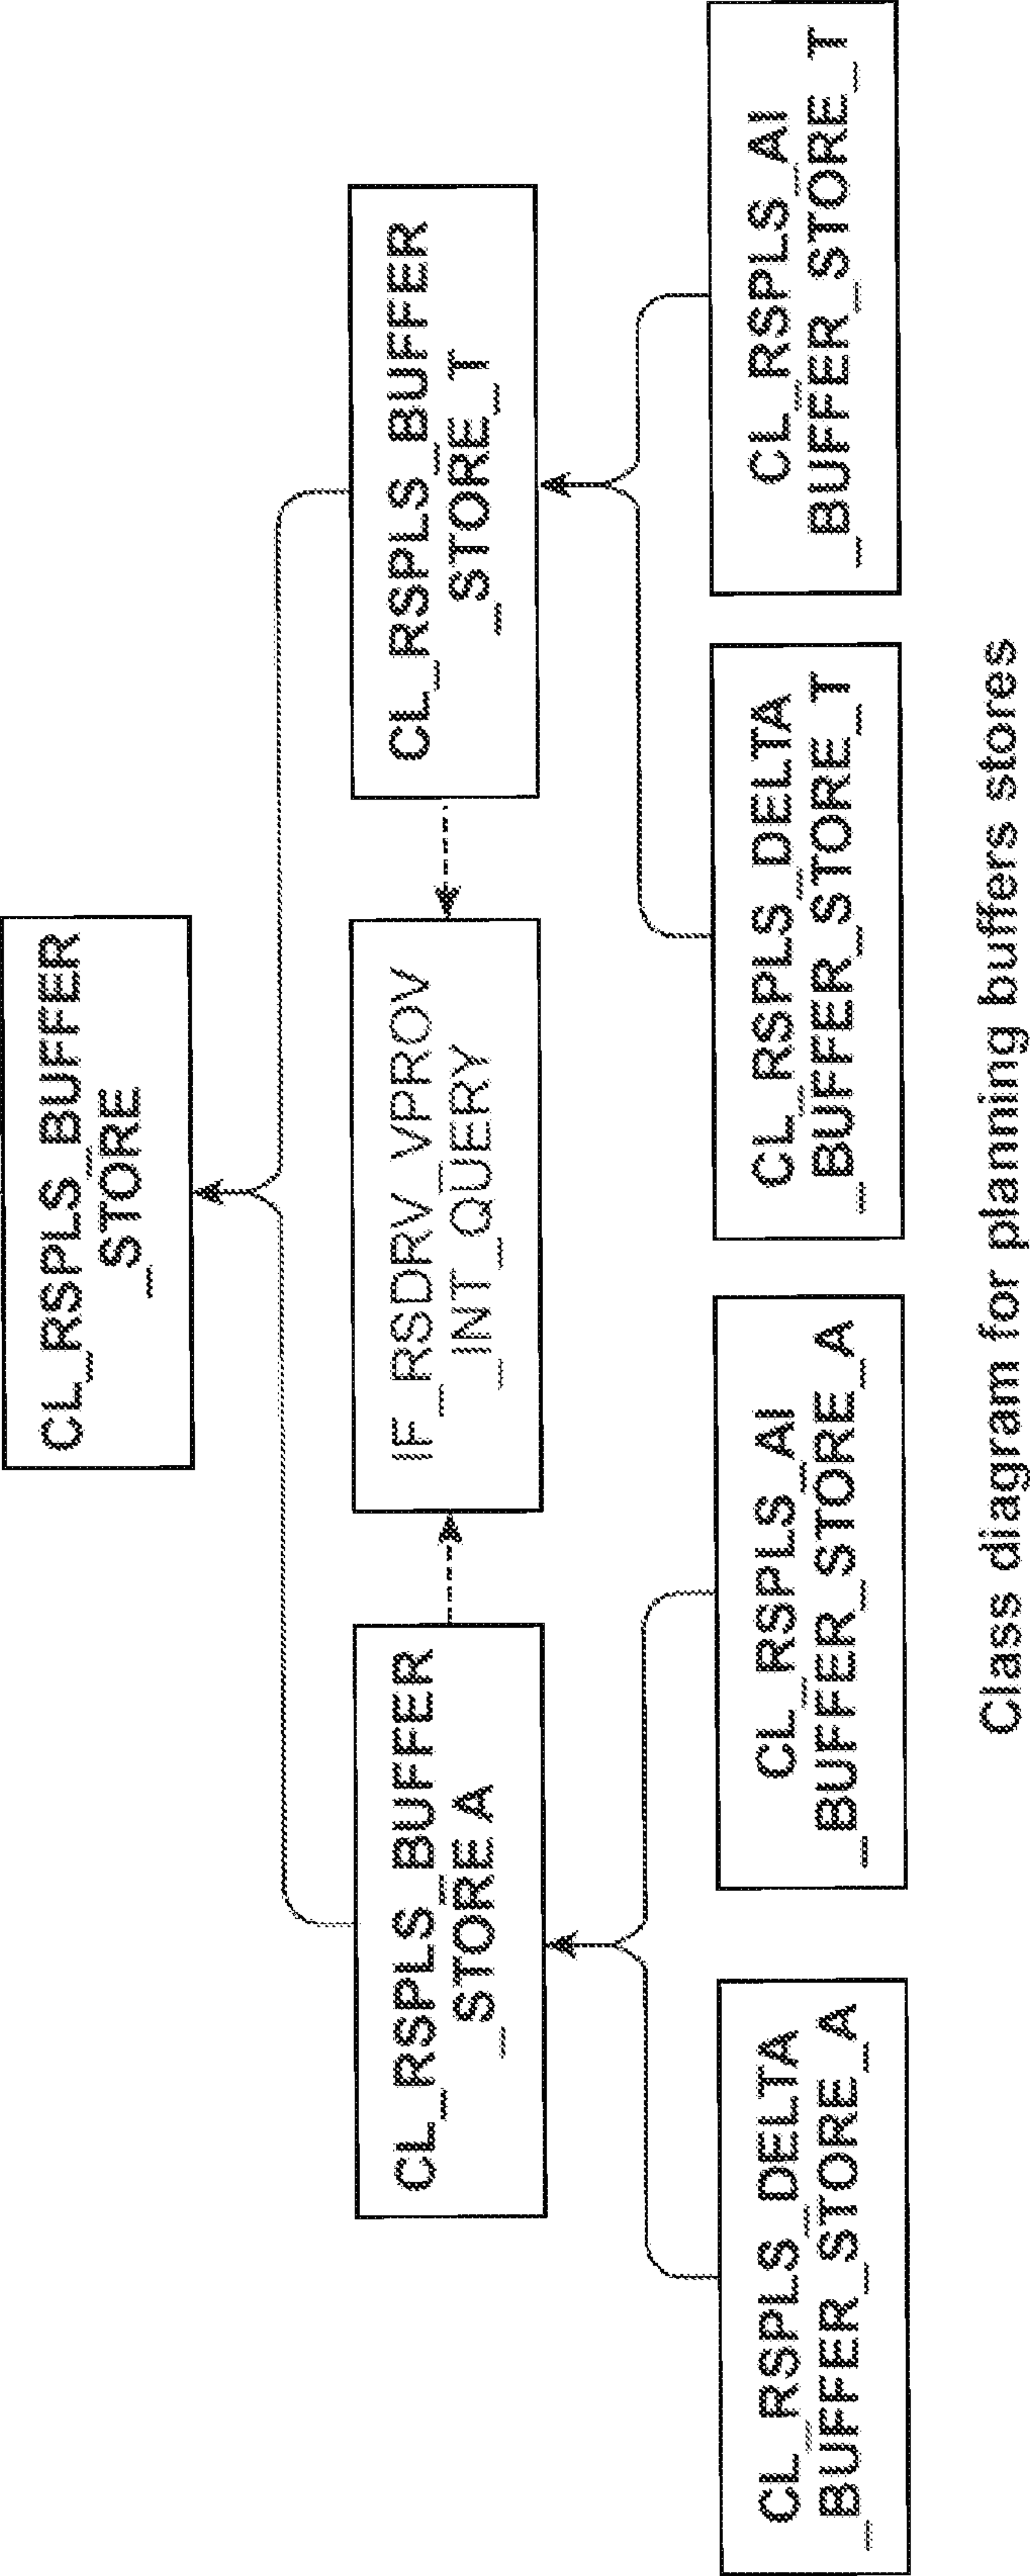 CL_RSPLS_BUFFER
_STORE
CL_RSPLS_BUFFER
_STORE A
IF_RSDRV_VPROV
_INT_QUERY
CL_RSPLS_BUFFER
_STORE_T
CL_RSPLS_DELTA
_BUFFER_STORE_A
CL_RSPLS_AI
_BUFFER_STORE_A
CL_RSPLS_DELTA
_BUFFER_STORE_T
CL_RSPLS_AI
_BUFFER_STORE_T
Class diagram for planning buffers stores